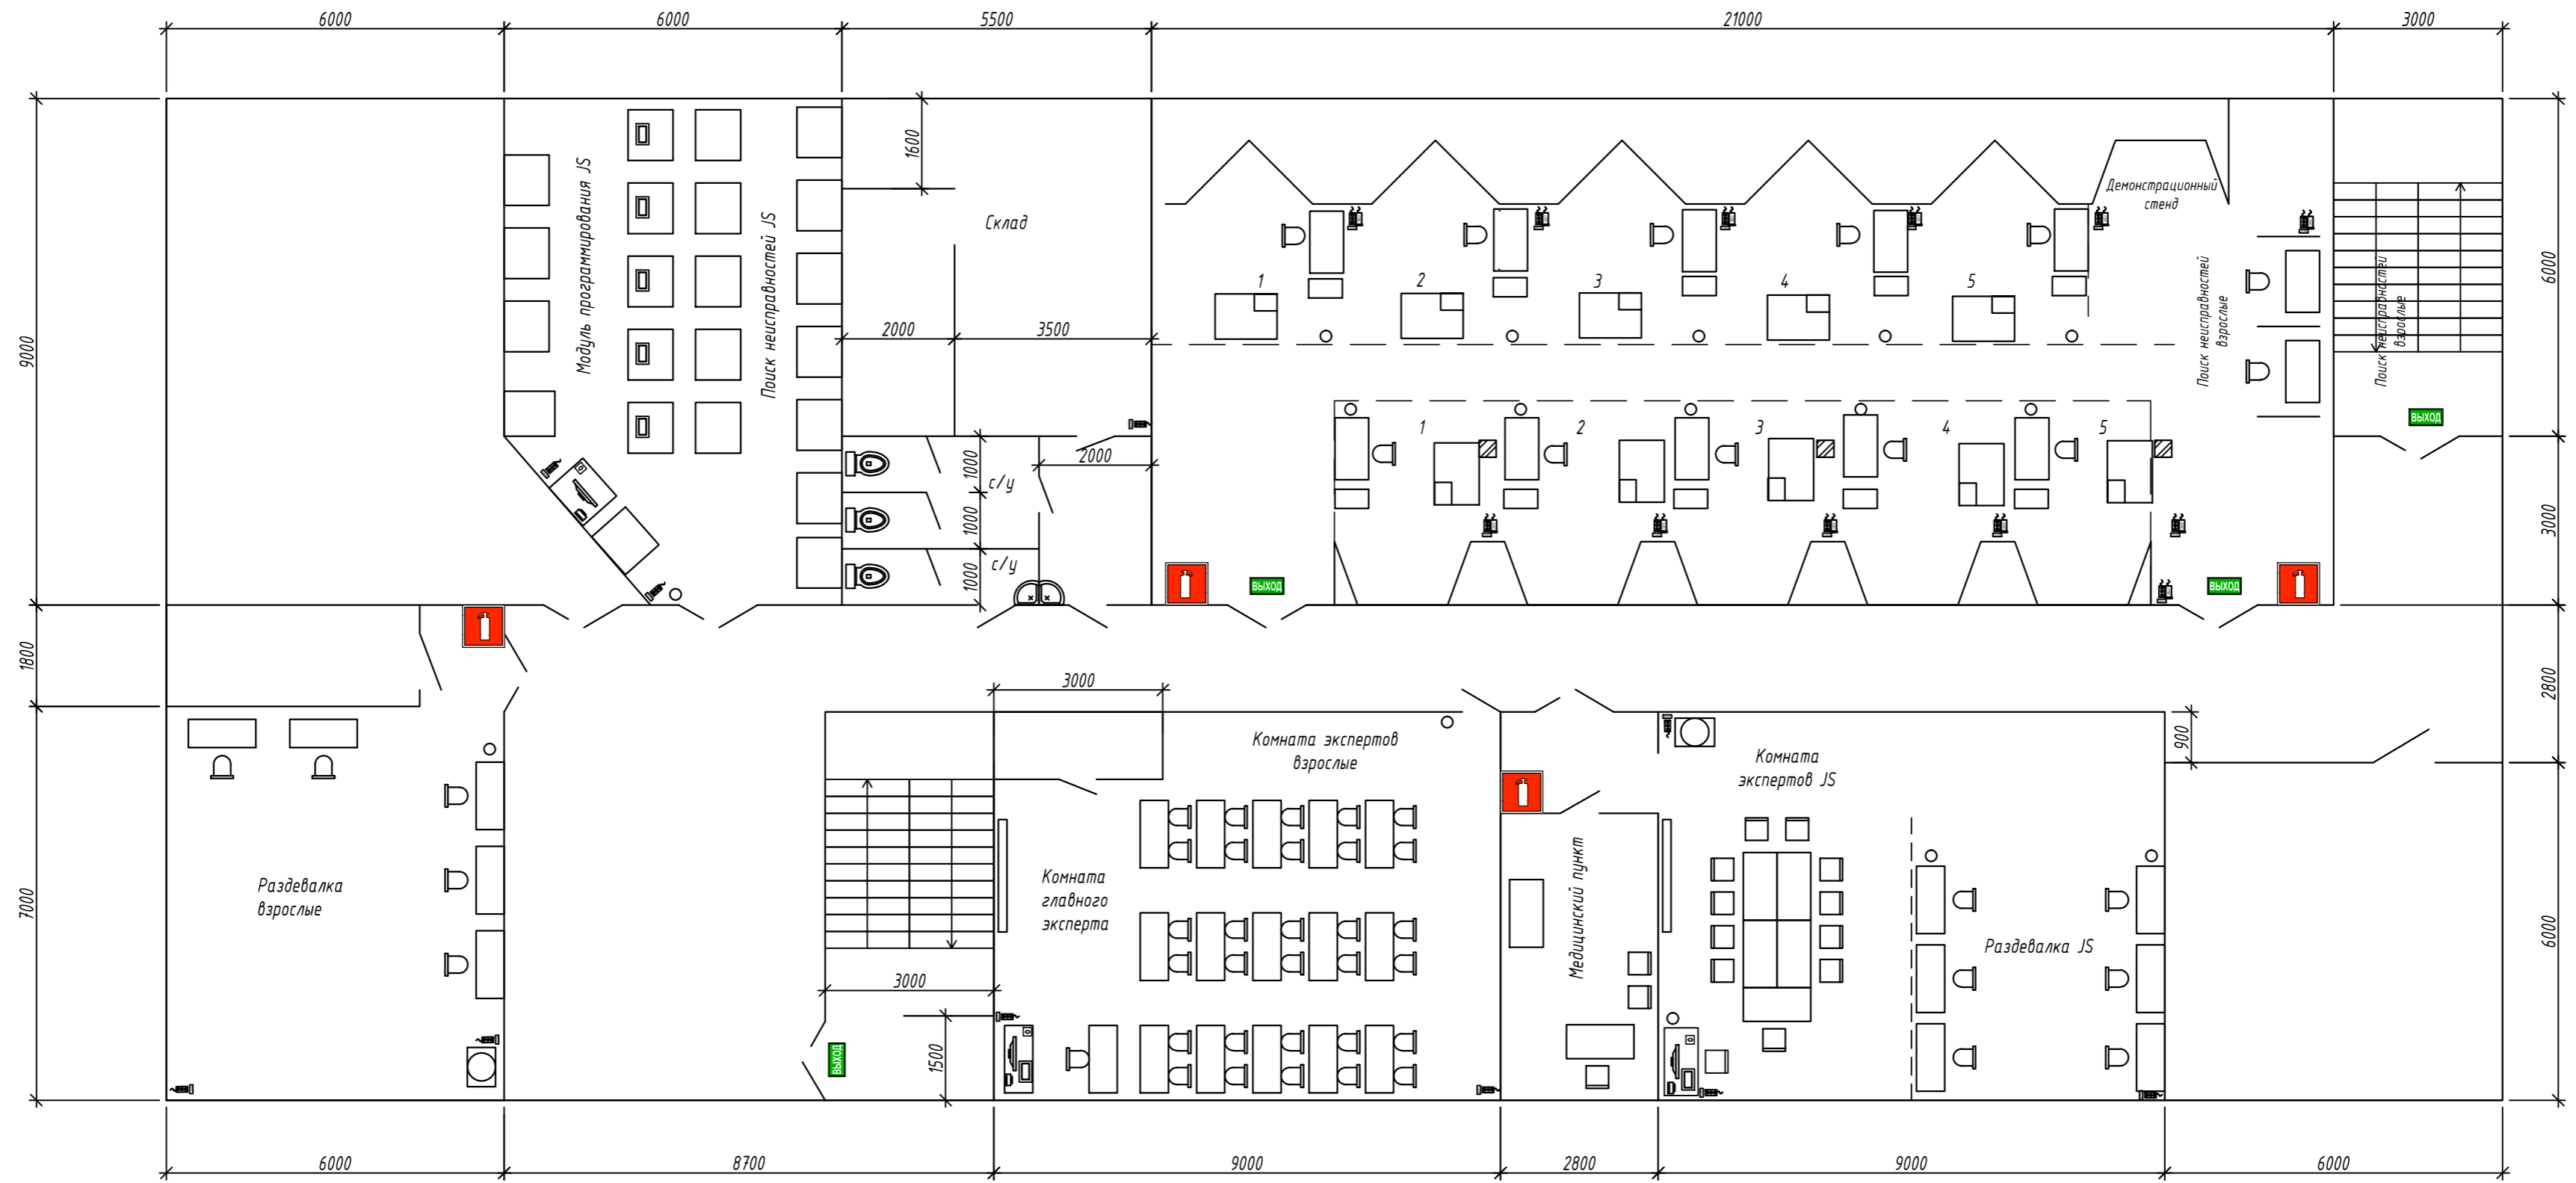 6000
6000
5500
21000
3000
9000
1800
7000
Модуль программирования JS
Поиск неисправностей JS
1600
Склад
2000
3500
2000
1000
1000
1000
с/у
с/у
1
2
3
4
5
Демонстрационный
стенд
Поиск неисправностей
взрослые
Поиск неисправностей
взрослые
1
2
3
4
5
ВЫХОД
ВЫХОД
ВЫХОД
6000
3000
2800
6000
900
Раздевалка
взрослые
3000
1500
ВЫХОД
3000
Комната экспертов
взрослые
Комната
главного
эксперта
Медицинский пункт
Комната
экспертов JS
Раздевалка JS
6000
8700
9000
2800
9000
6000